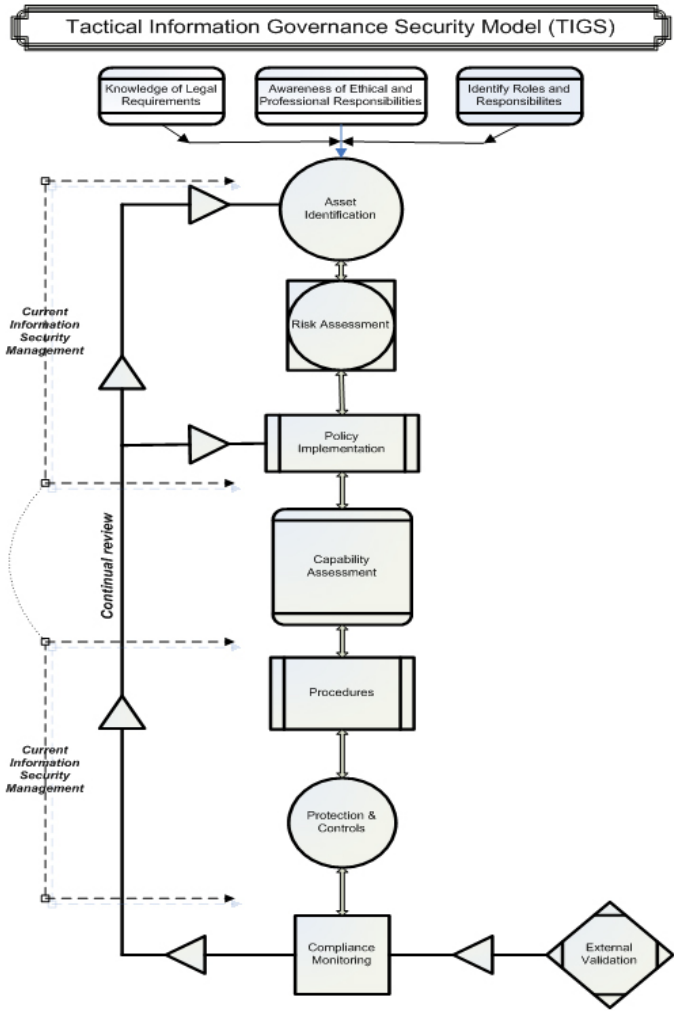 Tactical Information Governance Security Model (TIGS)
Knowledge of Legal
Requirements
Awareness of Ethical and
Professional Responsibilities
Identify Roles and
Responsibilites
Asset
Identification
Risk Assessment
Current
Information
Security
Management
Policy
Implementation
Continual review
Capability
Assessment
Procedures
Current
Information
Security
Management
Protection &
Controls
Compliance
Monitoring
External
Validation